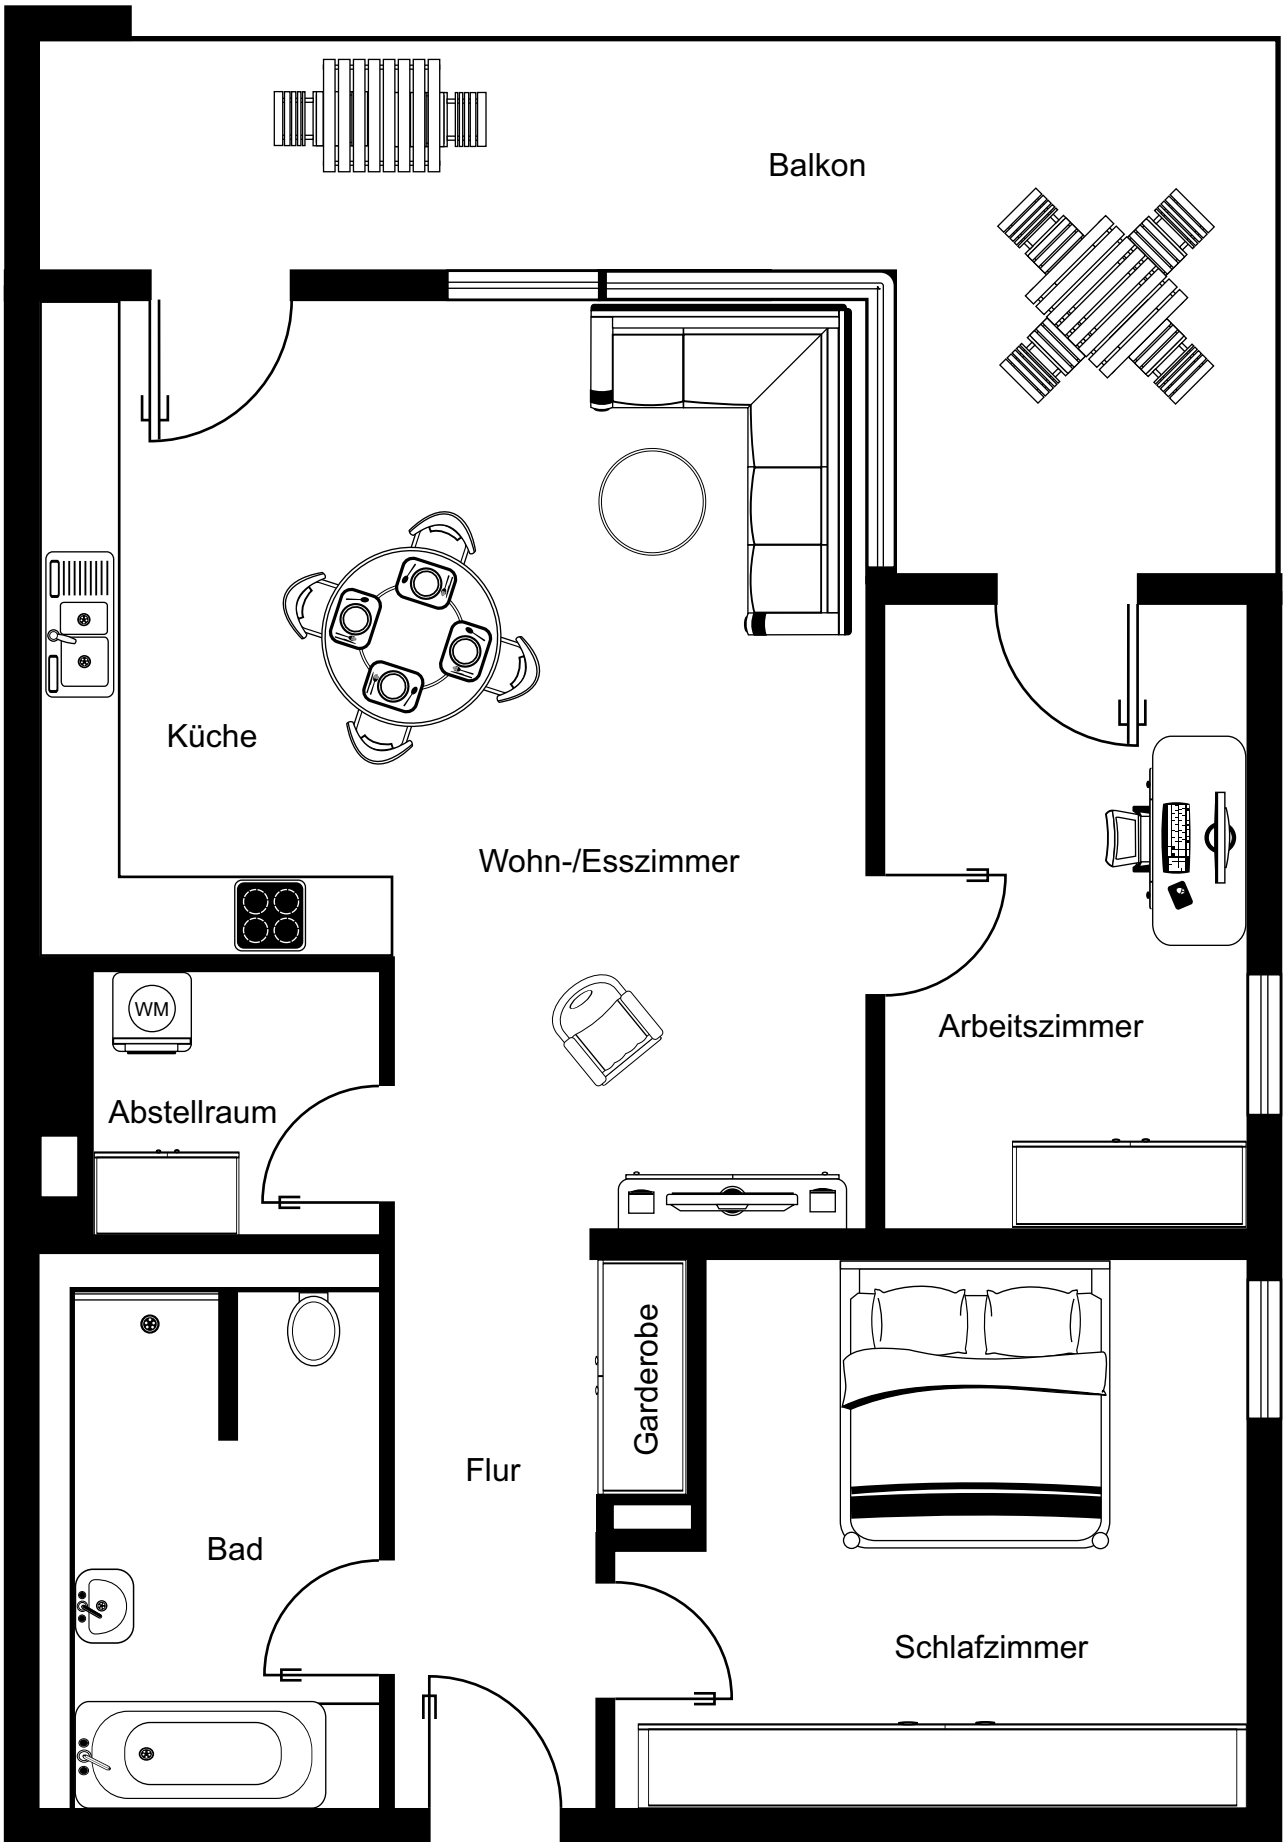 Balkon
Küche
Wohn-/Esszimmer
WM
Arbeitszimmer
Abstellraum
Garderobe
Flur
Bad
Schlafzimmer